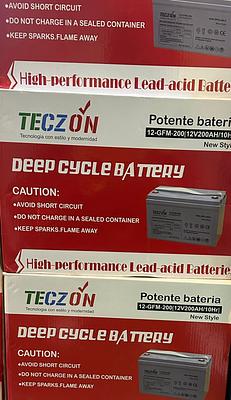 •AVOID SHORT CIRCUIT
•DO NOT CHARGE IN A SEALED CONTAINER
•KEEP SPARKS.FLAME AWAY
High-performance Lead-acid Batterie
TECZON
Tecnologia con estilo y modernidad
Potente bateria
12-GFM-200(12V200AH/10H
New Style
DEEP CYCLE BATTERY
CAUTION:
•AVOID SHORT CIRCUIT
•DO NOT CHARGE IN A SEALED CONTAINER
•KEEP SPARKS.FLAME AWAY
High-performance Lead-acid Batteries
TECZON
Tecnologia con estilo y modernidad
Potente bateria
12-GFM-200(12V200AH/10Hr)
New Style
DEEP CYCLE BATTERY
CAUTION:
•AVOID SHORT CIRCUIT
•DO NOT CHARGE IN A SEALED CONTAINER
•KEEP SPARKS.FLAME AWAY